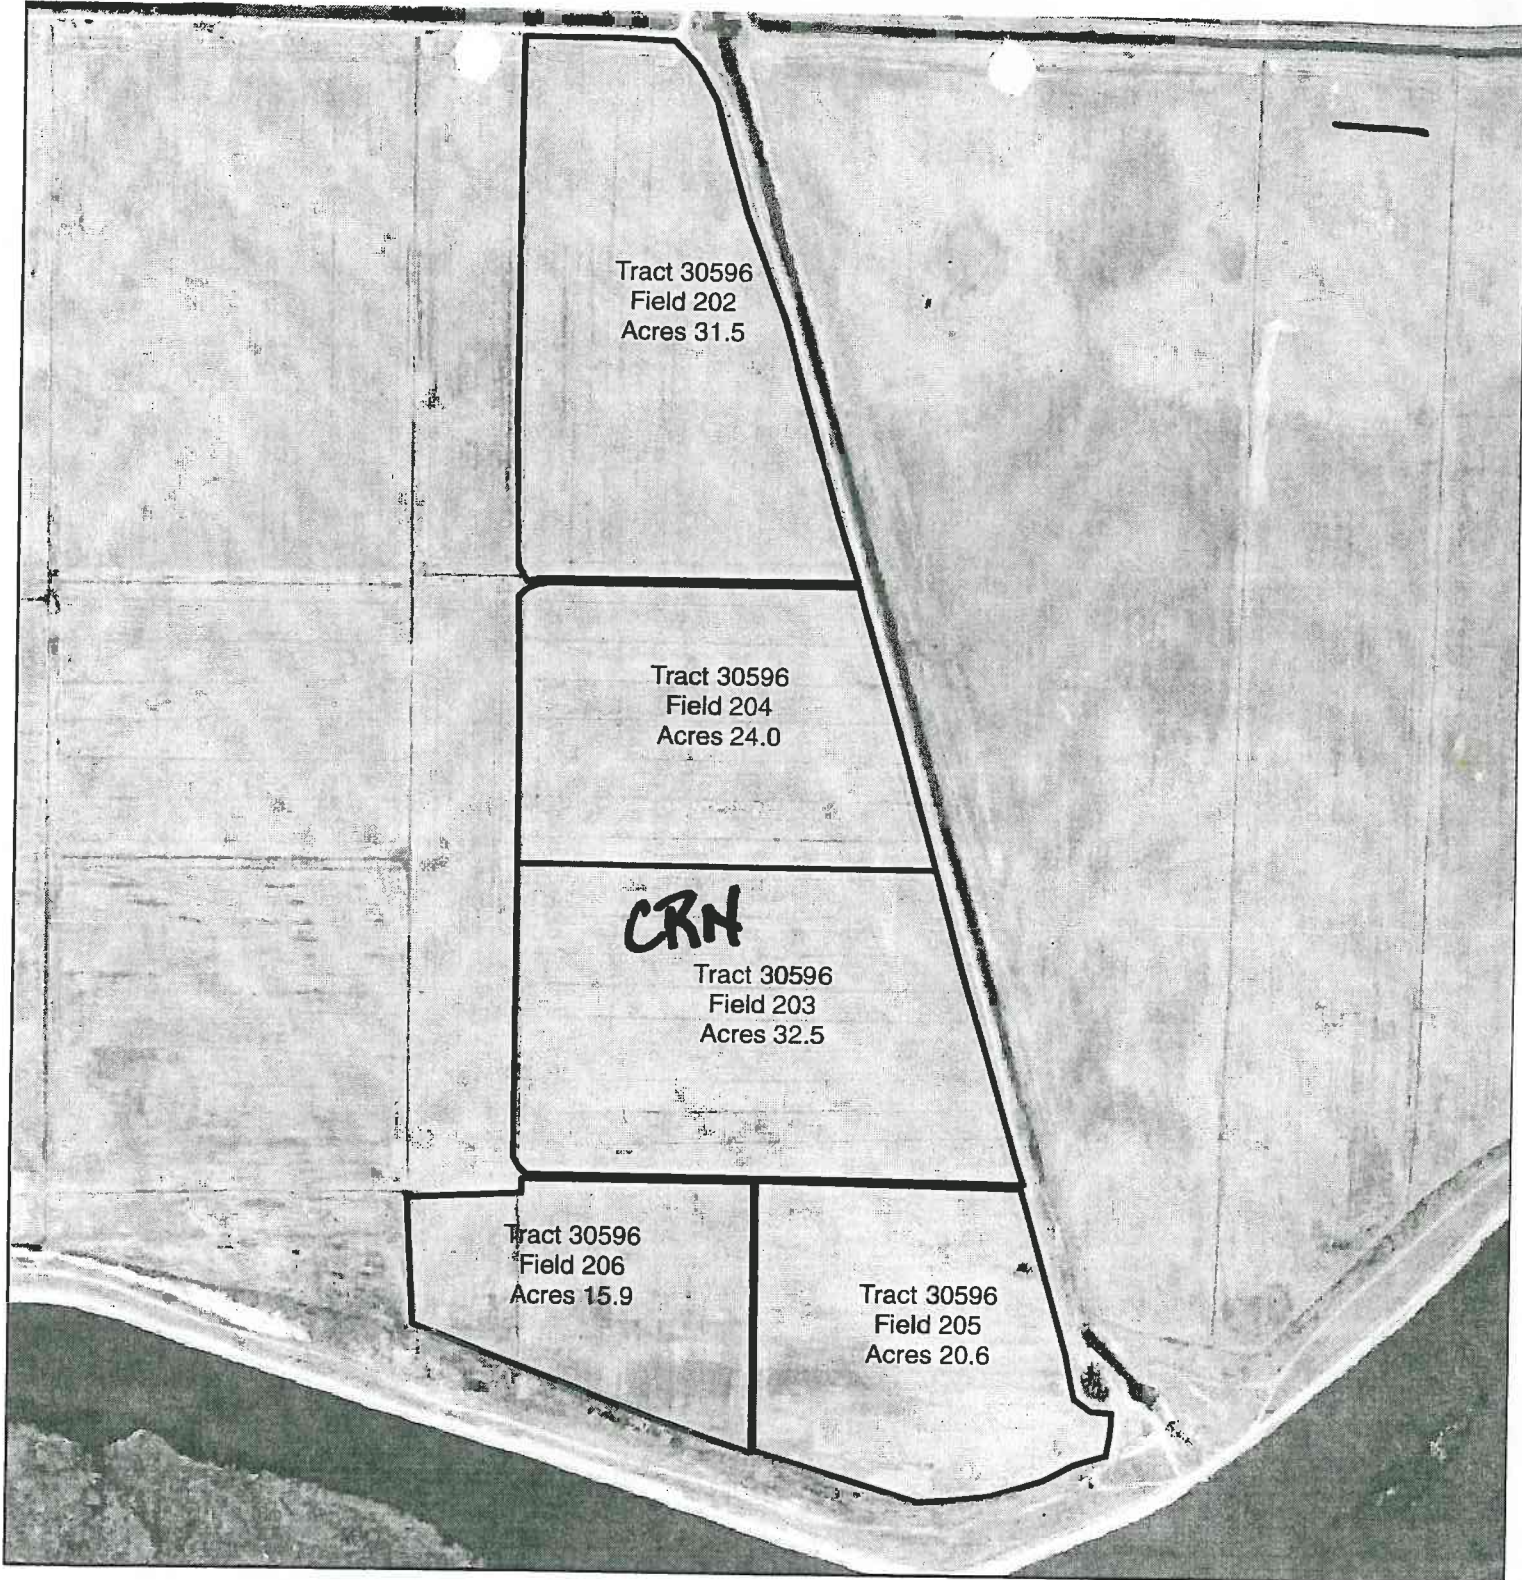 Tract 30596
Field 202
Acres 31.5
Tract 30596
Field 204
Acres 24.0
CRN
Tract 30596
Field 203
Acres 32.5
Tract 30596
Field 206
Acres 15.9
Tract 30596
Field 205
Acres 20.6